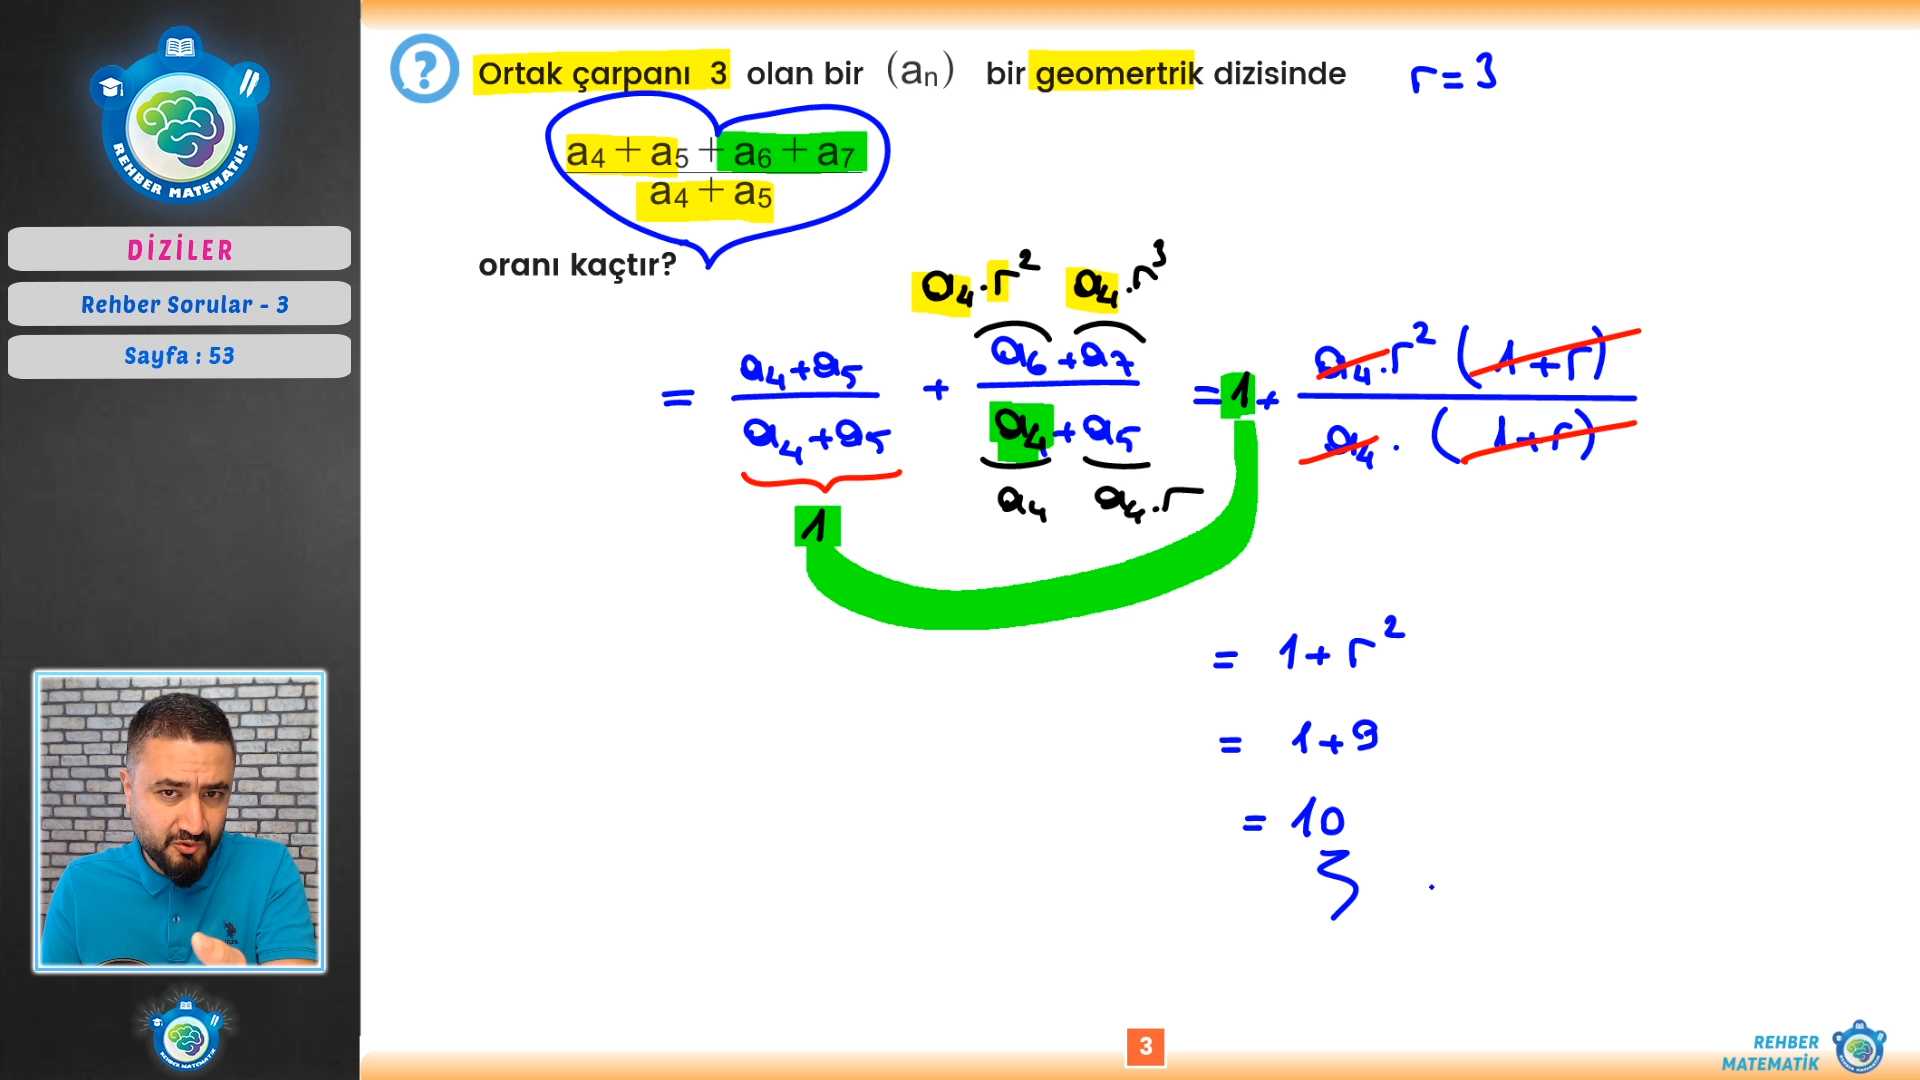 REHBER MATEMATİK
DİZİLER
Rehber Sorular - 3
Sayfa : 53
Ortak çarpanı 3 olan bir (aₙ) bir geomertrik dizisinde r = 3
a₄ + a₅ + a₆ + a₇
a₄ + a₅
oranı kaçtır?
a₄.r² a₄.r³
= a₄+a₅ + a₆+a₇ = 1 + a₄.r² (1+r)
a₄+a₅ a₄+a₅ a₄ . (1+r)
a₄ a₄.r
1
= 1+r²
= 1+9
= 10
3
REHBER
MATEMATİK